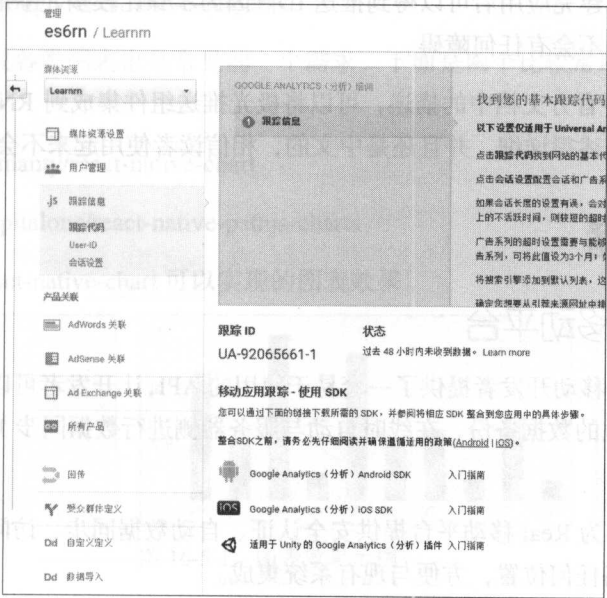 管理
es6rn / Learnrn
媒体资源
Learnrn
媒体资源设置
用户管理
.js 跟踪信息
跟踪代码
User-ID
会话设置
产品关联
AdWords 关联
AdSense 关联
Ad Exchange 关联
所有产品
回传
受众群体定义
Dd 自定义定义
Dd 数据导入
GOOGLE ANALYTICS（分析）培训
1 跟踪信息
找到您的基本跟踪代码
以下设置仅适用于 Universal An
点击跟踪代码找到网站的基本代
点击会话设置配置会话和广告系
如果会话长度的设置有误，会对
上的不活跃时间，则较短的超时
广告系列的超时设置需要与能够
告系列，可将此值设为3个月！
将搜索引擎添加到默认列表，这
确定您想要从引荐来源网址中排
跟踪 ID
UA-92065661-1
状态
过去 48 小时内未收到数据。 Learn more
移动应用跟踪 - 使用 SDK
您可以通过下面的链接下载所需的 SDK，并参阅将相应 SDK 整合到您应用中的具体步骤。
整合SDK之前，请务必先仔细阅读并确保遵循适用的政策(Android | iOS)。
Google Analytics（分析）Android SDK 入门指南
iOS Google Analytics（分析）iOS SDK 入门指南
适用于 Unity 的 Google Analytics（分析）插件 入门指南